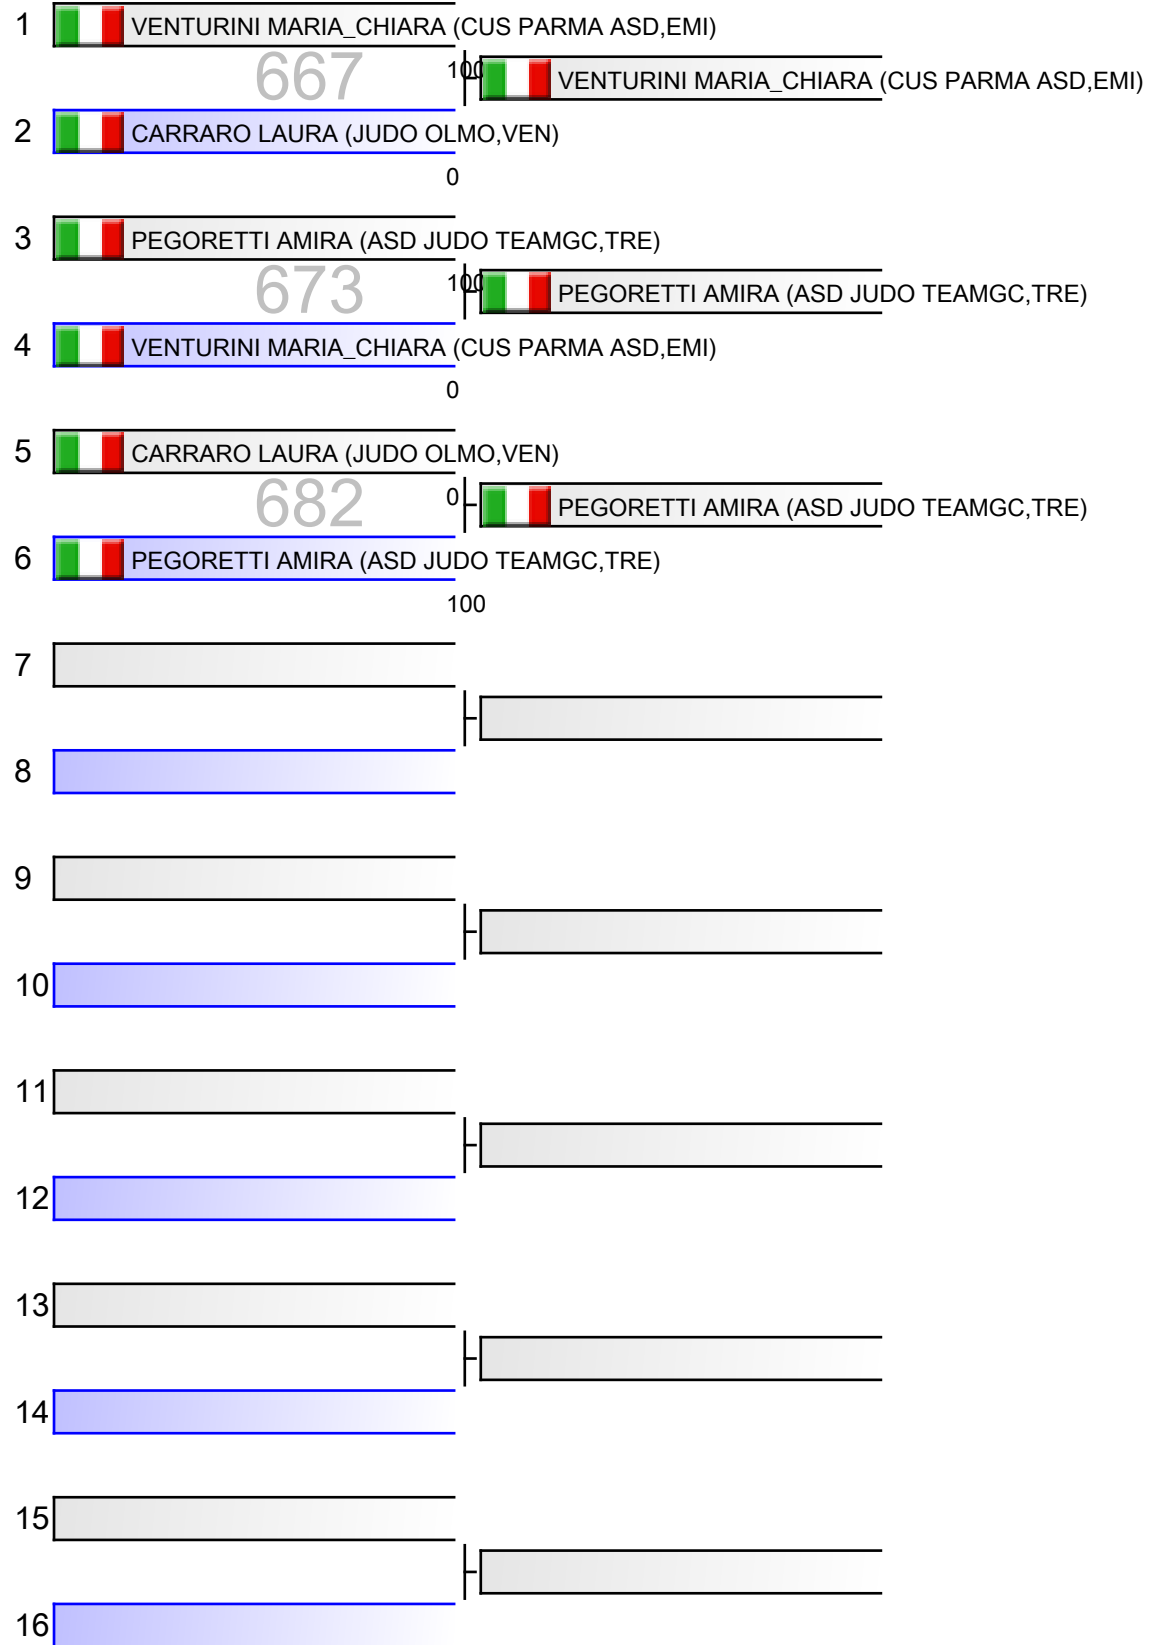 1 VENTURINI MARIA_CHIARA (CUS PARMA ASD,EMI)
667 100 VENTURINI MARIA_CHIARA (CUS PARMA ASD,EMI)
2 CARRARO LAURA (JUDO OLMO,VEN)
0
3 PEGORETTI AMIRA (ASD JUDO TEAMGC,TRE)
673 100 PEGORETTI AMIRA (ASD JUDO TEAMGC,TRE)
4 VENTURINI MARIA_CHIARA (CUS PARMA ASD,EMI)
0
5 CARRARO LAURA (JUDO OLMO,VEN)
682 0 PEGORETTI AMIRA (ASD JUDO TEAMGC,TRE)
6 PEGORETTI AMIRA (ASD JUDO TEAMGC,TRE)
100
7
8
9
10
11
12
13
14
15
16